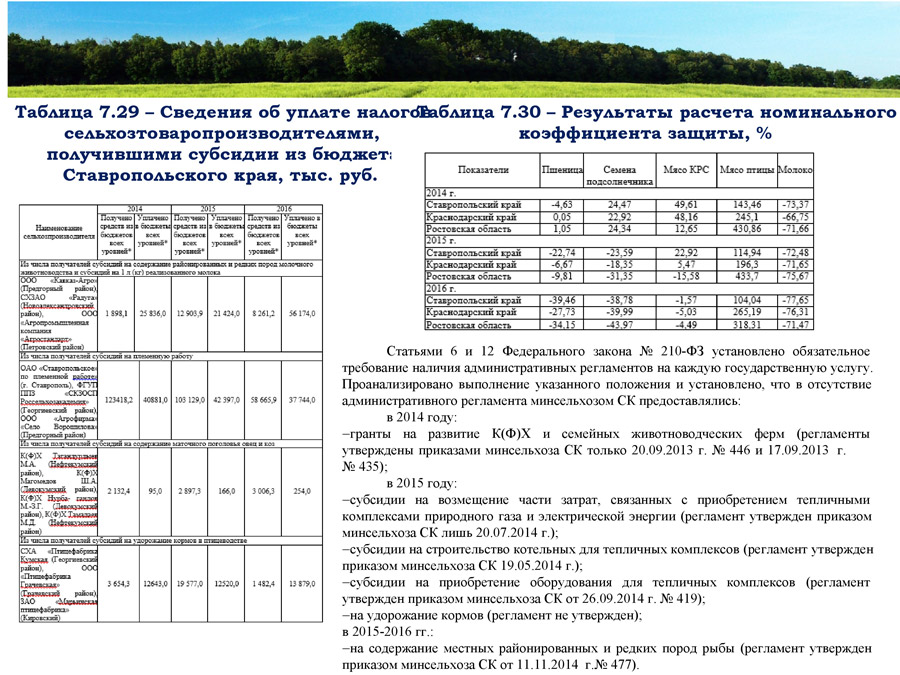 Таблица 7.29 – Сведения об уплате налогов
сельхозтоваропроизводителями,
получившими субсидии из бюджета
Ставропольского края, тыс. руб.
Наименование сельхозпроизводителя 2014 2015 2016
Получено средств из бюджетов всех уровней* Уплачено в бюджеты всех уровней* Получено средств из бюджетов всех уровней* Уплачено в бюджеты всех уровней* Получено средств из бюджетов всех уровней* Уплачено в бюджеты всех уровней*
Из числа получателей субсидий на содержание районированных и редких пород молочного
животноводства и субсидий на 1 л (кг) реализованного молока
ООО «Кавказ-Агро»
(Предгорный район),
СХЗАО «Радуга»
(Новоалександровский
район), ООО
«Агропромышленная
компания
«Агростандарт»
(Петровский район)
1 898,1 25 836,0 12 903,9 21 424,0 8 261,2 56 174,0
Из числа получателей субсидий на племенную работу
ОАО «Ставропольское»
по племенной работе»
(г. Ставрополь), ФГУП
ППЗ «СКЗОСП
Россельхозакадемия»
(Георгиевский район),
ООО «Агрофирма»
«Село Ворошилова»
(Предгорный район)
123418,2 40881,0 103 129,0 42 397,0 58 665,9 37 744,0
Из числа получателей субсидий на содержание маточного поголовья овец и коз
К(Ф)Х
М.А. (Нефтекумский
район), К(Ф)Х
Магомедов Ш.А.
(Левокумский район),
К(Ф)Х Нурба-
М.-З.Г. (Левокумский
район), К(Ф)Х
М.Д. (Нефтекумский
район)
2 132,4 95,0 2 897,3 166,0 3 006,3 254,0
Из числа получателей субсидий на удорожание кормов в птицеводстве
СХА «Птицефабрика
Кумская (Георгиевский
район), ООО
«Птицефабрика
Грачевская»
(Грачевский район),
ЗАО «Марьинская
птицефабрика»
(Кировский)
3 654,3 12643,0 19 577,0 12520,0 1 482,4 13 879,0
Таблица 7.30 – Результаты расчета номинального
коэффициента защиты, %
Показатели Пшеница Семена подсолнечника Мясо КРС Мясо птицы Молоко
2014 г.
Ставропольский край -4,63 24,47 49,61 143,46 -73,37
Краснодарский край 0,05 22,92 48,16 245,1 -66,75
Ростовская область 1,05 24,34 12,65 430,86 -71,66
2015 г.
Ставропольский край -22,74 -23,59 22,92 114,94 -72,48
Краснодарский край -6,67 -18,35 5,47 196,3 -71,65
Ростовская область -9,81 -31,35 -15,58 433,7 -75,67
2016 г.
Ставропольский край -39,46 -38,78 -1,57 104,04 -77,65
Краснодарский край -27,73 -39,99 -5,03 265,19 -76,31
Ростовская область -34,15 -43,97 -4,49 318,31 -71,47
Статьями 6 и 12 Федерального закона № 210-ФЗ установлено обязательное
требование наличия административных регламентов на каждую государственную услугу.
Проанализировано выполнение указанного положения и установлено, что в отсутствие
административного регламента минсельхозом СК предоставлялись:
в 2014 году:
–гранты на развитие К(Ф)Х и семейных животноводческих ферм (регламенты
утверждены приказами минсельхоза СК только 20.09.2013 г. № 446 и 17.09.2013 г.
№ 435);
в 2015 году:
–субсидии на возмещение части затрат, связанных с приобретением тепличными
комплексами природного газа и электрической энергии (регламент утвержден приказом
минсельхоза СК лишь 20.07.2014 г.);
–субсидии на строительство котельных для тепличных комплексов (регламент утвержден
приказом минсельхоза СК 19.05.2014 г.);
–субсидии на приобретение оборудования для тепличных комплексов (регламент
утвержден приказом минсельхоза СК от 26.09.2014 г. № 419);
–на удорожание кормов (регламент не утвержден);
в 2015-2016 гг.:
–на содержание местных районированных и редких пород рыбы (регламент утвержден
приказом минсельхоза СК от 11.11.2014 г.№ 477).